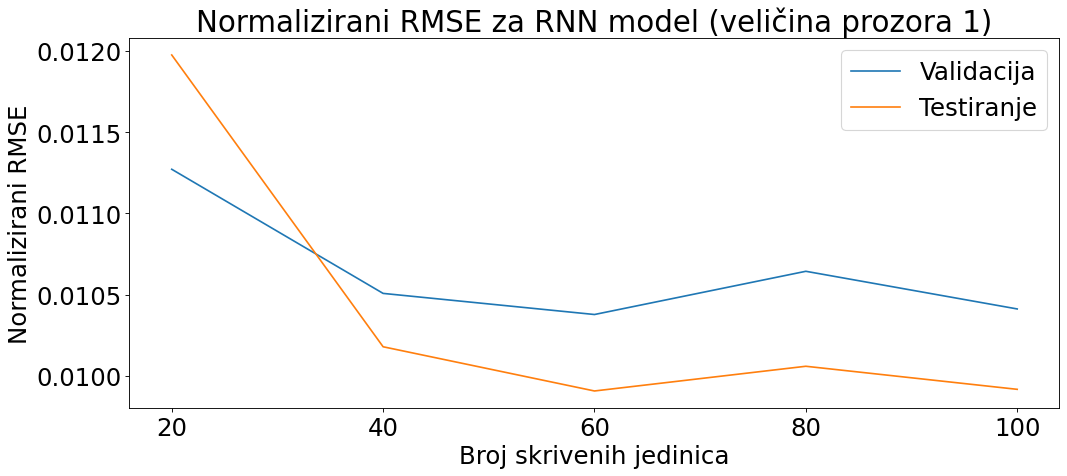 Normalizirani RMSE za RNN model (veličina prozora 1)
Normalizirani RMSE
0.0120
0.0115
0.0110
0.0105
0.0100
Validacija
Testiranje
20 40 60 80 100
Broj skrivenih jedinica